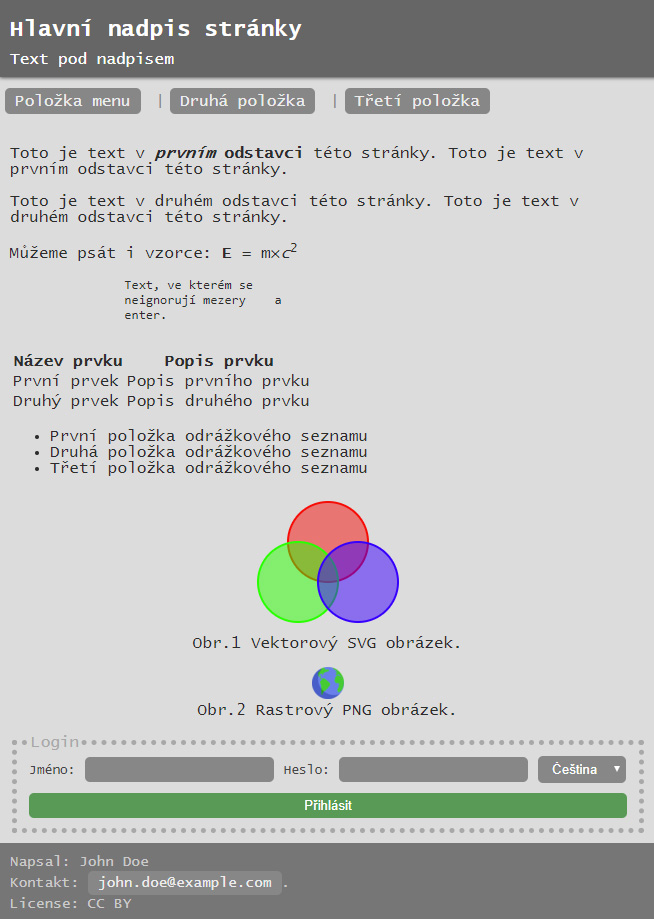 Hlavní nadpis stránky
Text pod nadpisem
Položka menu | Druhá položka | Třetí položka
Toto je text v prvním odstavci této stránky. Toto je text v
prvním odstavci této stránky.
Toto je text v druhém odstavci této stránky. Toto je text v
druhém odstavci této stránky.
Můžeme psát i vzorce: E = m×c²
Text, ve kterém se
neignorují mezery    a
enter.
Název prvku Popis prvku
První prvek Popis prvního prvku
Druhý prvek Popis druhého prvku
• První položka odrážkového seznamu
• Druhá položka odrážkového seznamu
• Třetí položka odrážkového seznamu
Obr.1 Vektorový SVG obrázek.
Obr.2 Rastrový PNG obrázek.
Login
Jméno: Heslo: Čeština
Přihlásit
Napsal: John Doe
Kontakt: john.doe@example.com.
License: CC BY